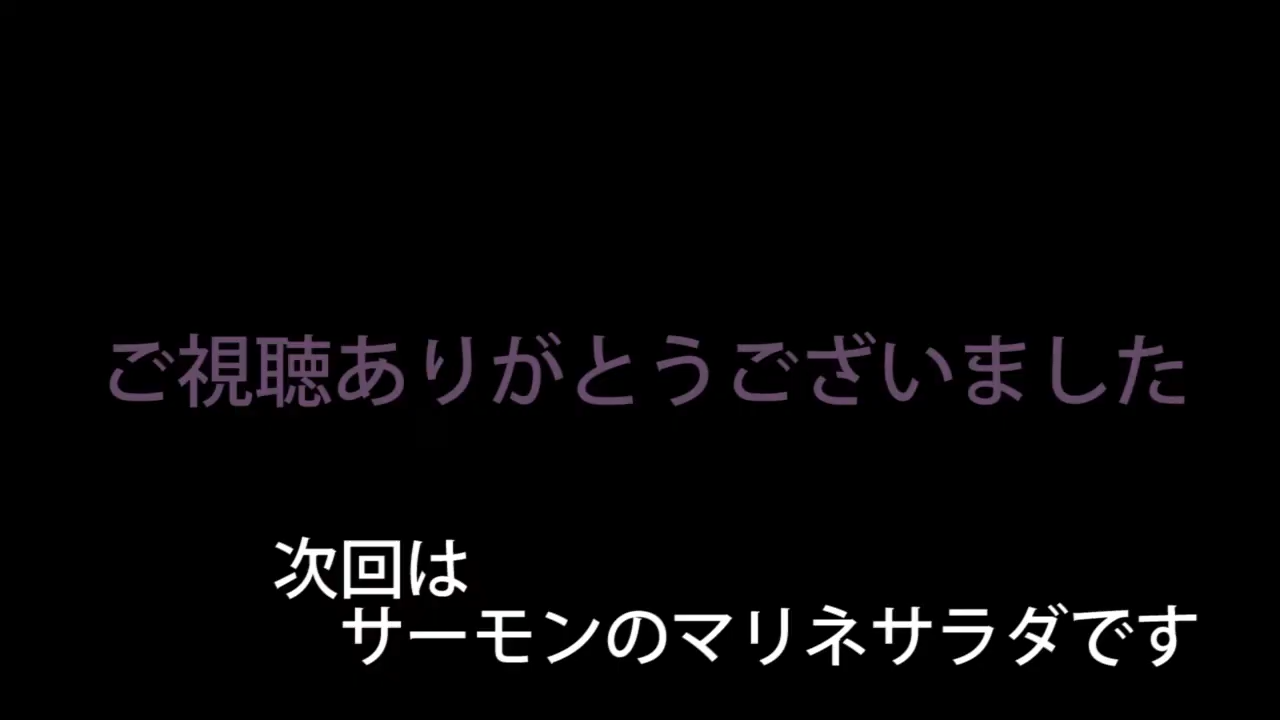 ご視聴ありがとうございました
次回は
サーモンのマリネサラダです